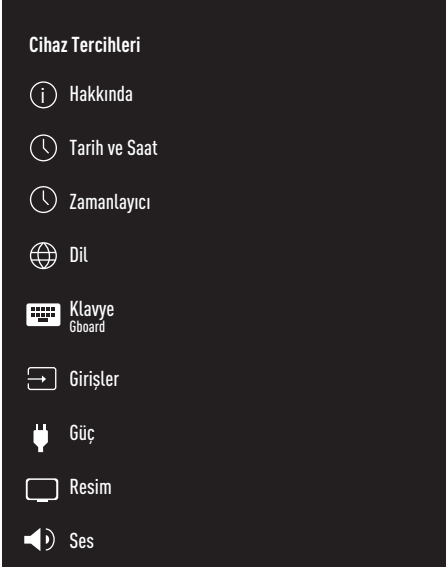 Cihaz Tercihleri
Hakkında
Tarih ve Saat
Zamanlayıcı
Dil
Klavye
Gboard
Girişler
Güç
Resim
Ses